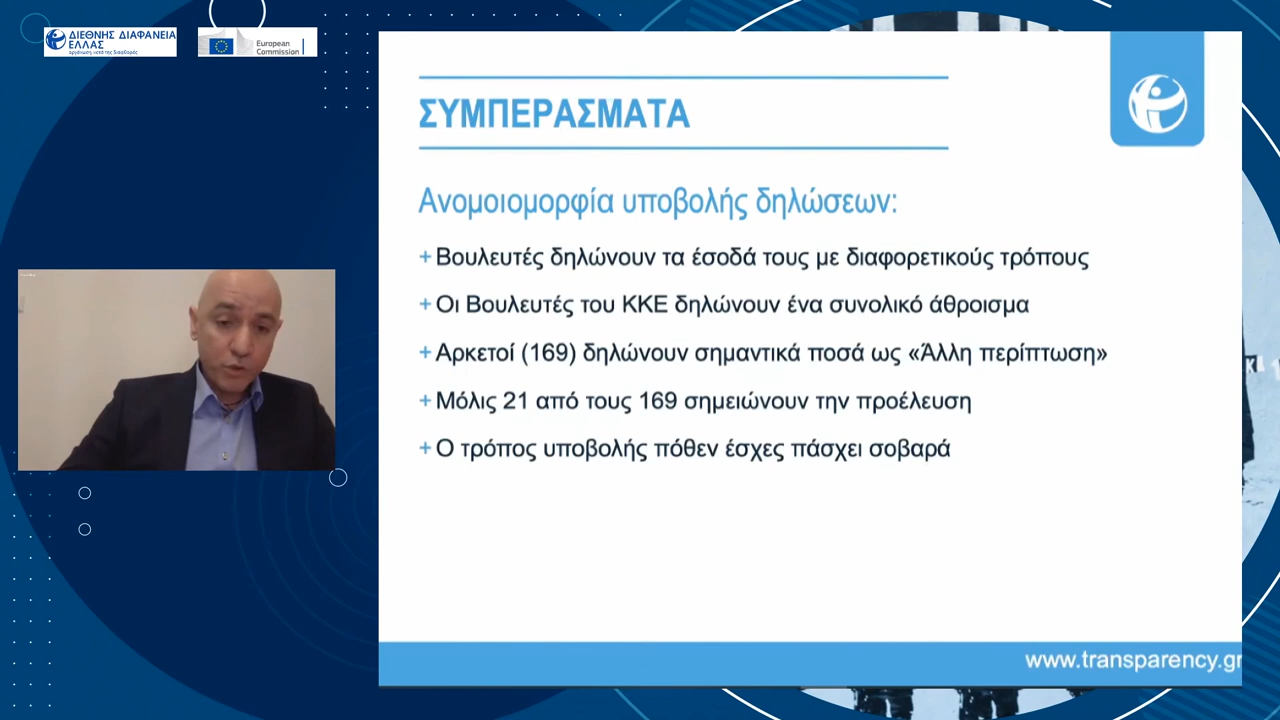 ΔΙΕΘΝΗΣ ΔΙΑΦΑΝΕΙΑ
ΕΛΛΑΣ
European
Commission
ΣΥΜΠΕΡΑΣΜΑΤΑ
Ανομοιομορφία υποβολής δηλώσεων:
+ Βουλευτές δηλώνουν τα έσοδά τους με διαφορετικούς τρόπους
+ Οι Βουλευτές του ΚΚΕ δηλώνουν ένα συνολικό άθροισμα
+ Αρκετοί (169) δηλώνουν σημαντικά ποσά ως «Άλλη περίπτωση»
+ Μόλις 21 από τους 169 σημειώνουν την προέλευση
+ Ο τρόπος υποβολής πόθεν έσχες πάσχει σοβαρά
www.transparency.gr